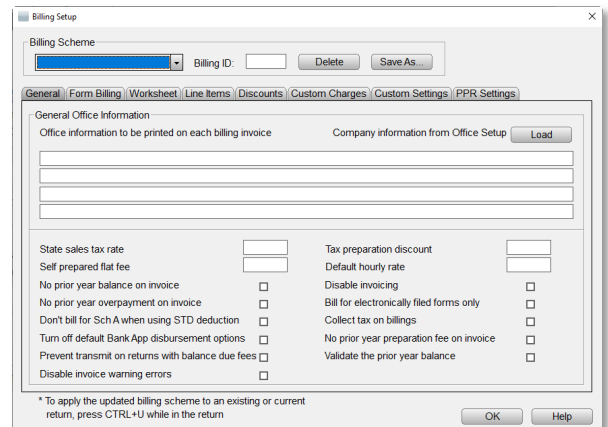 Billing Setup
Billing Scheme
Billing ID: Delete Save As...
General Form Billing Worksheet Line Items Discounts Custom Charges Custom Settings PPR Settings
General Office Information
Office information to be printed on each billing invoice Company information from Office Setup Load
State sales tax rate Tax preparation discount
Self prepared flat fee Default hourly rate
No prior year balance on invoice Disable invoicing
No prior year overpayment on invoice Bill for electronically filed forms only
Don't bill for Sch A when using STD deduction Collect tax on billings
Turn off default Bank App disbursement options No prior year preparation fee on invoice
Prevent transmit on returns with balance due fees Validate the prior year balance
Disable invoice warning errors
* To apply the updated billing scheme to an existing or current
return, press CTRL+U while in the return
OK Help